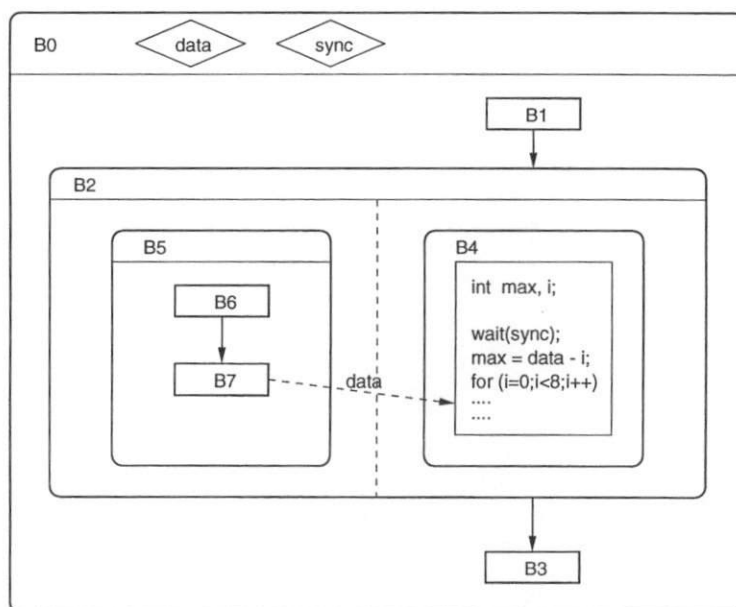 B0 data sync
B1
B2
B5
B4
B6
B7
data
int max, i;
wait(sync);
max = data - i;
for (i=0;i<8;i++)
....
....
B3